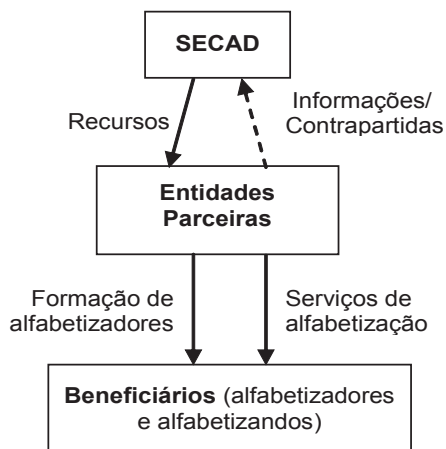 SECAD
Recursos
Informações/
Contrapartidas
Entidades
Parceiras
Formação de
alfabetizadores
Serviços de
alfabetização
Beneficiários (alfabetizadores
e alfabetizandos)